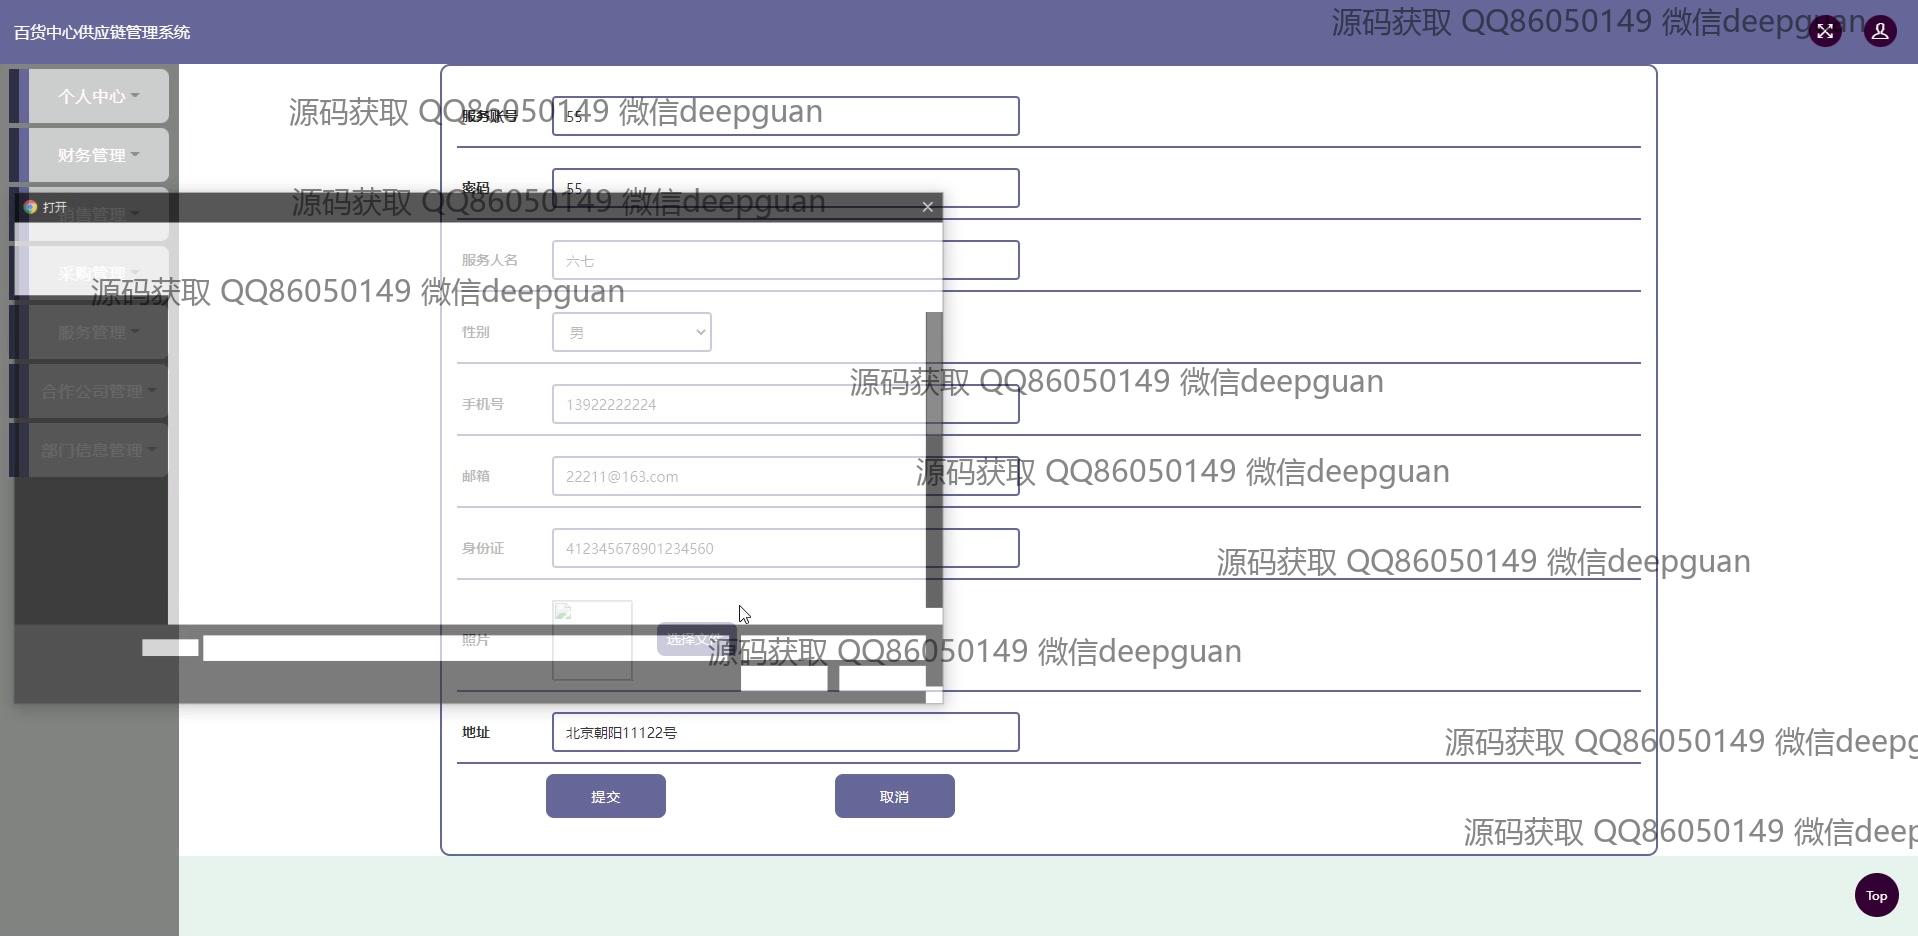 百货中心供应链管理系统
源码获取 QQ86050149 微信deepguan
个人中心
财务管理
销售管理
采购管理
服务管理
合作公司管理
部门信息管理
打开
服务账号 55
源码获取 QQ86050149 微信deepguan
密码 55
源码获取 QQ86050149 微信deepguan
服务人名 六七
源码获取 QQ86050149 微信deepguan
性别 男
源码获取 QQ86050149 微信deepguan
手机号 13922222224
源码获取 QQ86050149 微信deepguan
邮箱 22211@163.com
身份证 412345678901234560
源码获取 QQ86050149 微信deepguan
照片 选择文件
源码获取 QQ86050149 微信deepguan
地址 北京朝阳11122号
源码获取 QQ86050149 微信deepg
提交 取消
源码获取 QQ86050149 微信deep
Top